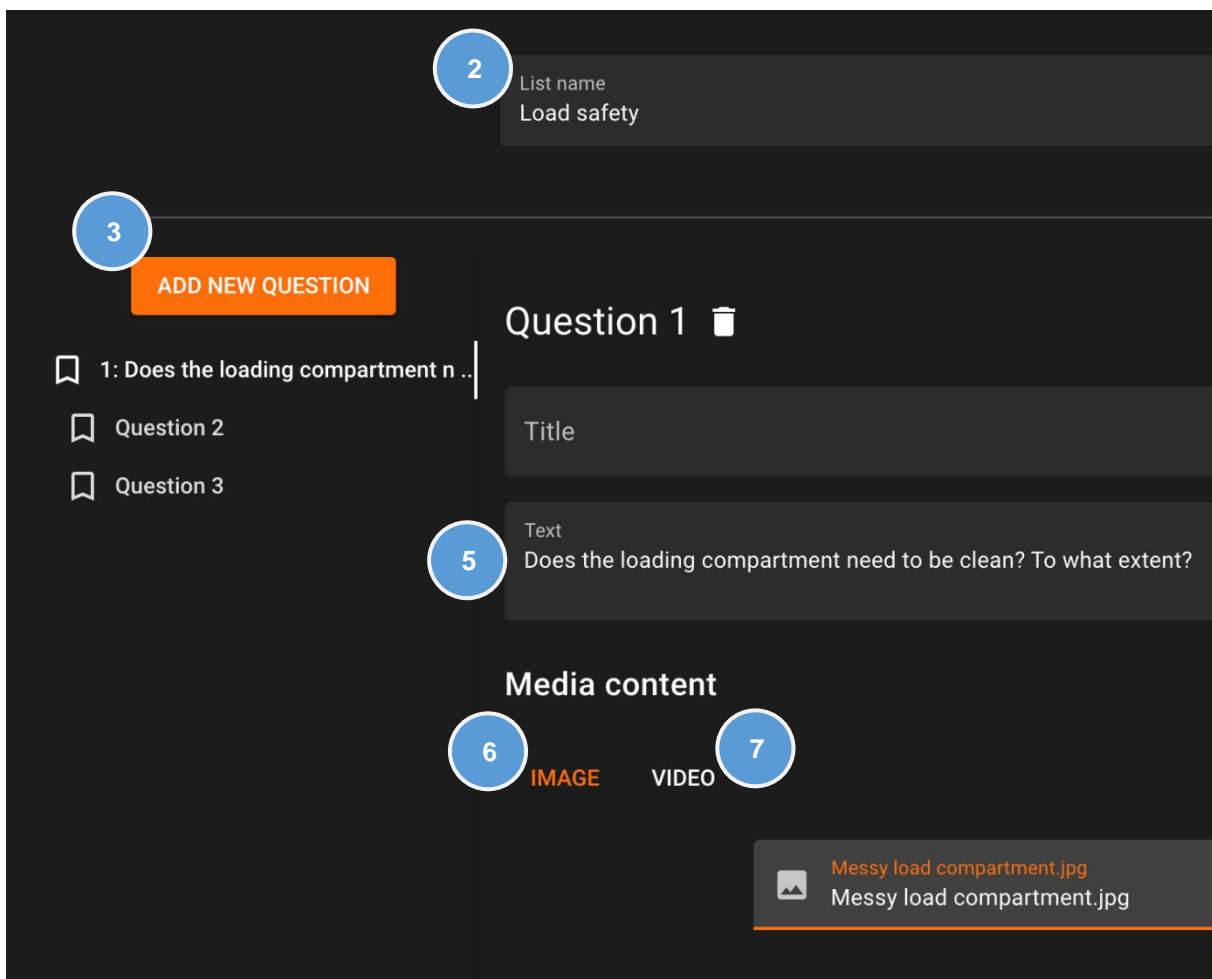 2
List name
Load safety
3
ADD NEW QUESTION
1: Does the loading compartment n ..
Question 2
Question 3
Question 1
Title
5
Text
Does the loading compartment need to be clean? To what extent?
Media content
6
7
IMAGE
VIDEO
Messy load compartment.jpg
Messy load compartment.jpg